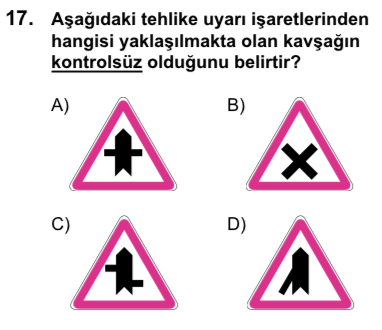 17. Aşağıdaki tehlike uyarı işaretlerinden
hangisi yaklaşılmakta olan kavşağın
kontrolsüz olduğunu belirtir?
A)
B)
C)
D)